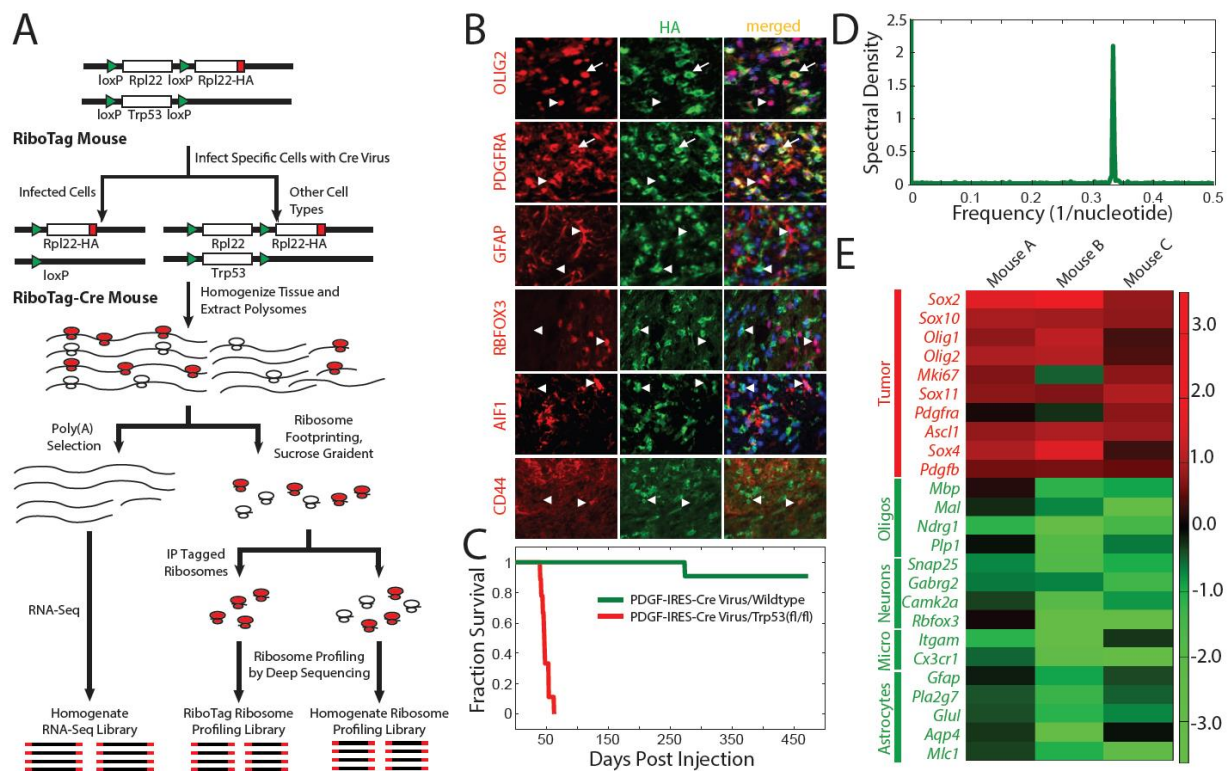 A
loxP Rpl22 loxP Rpl22-HA
Trp53
loxP loxP
RiboTag Mouse
Infect Specific Cells with Cre Virus
Infected Cells
Other Cell
Types
Rpl22-HA
Rpl22 Rpl22-HA
loxP
Trp53
RiboTag-Cre Mouse
Homogenize Tissue and
Extract Polysomes
Poly(A)
Selection
Ribosome
Footprinting,
Sucrose Graident
IP Tagged
Ribosomes
RNA-Seq
Ribosome Profiling
by Deep Sequencing
Homogenate
RNA-Seq Library
RiboTag Ribosome
Profiling Library
Homogenate Ribosome
Profiling Library
B
HA
merged
OLIG2
PDGFRA
GFAP
RBFOX3
AIF1
CD44
C
Fraction Survival
1
0.8
0.6
0.4
0.2
0
PDGF-IRES-Cre Virus/Wildtype
PDGF-IRES-Cre Virus/Trp53(fl/fl)
50 150 250 350 450
Days Post Injection
D
Spectral Density
2.5
2
1.5
1
0.5
0
0 0.1 0.2 0.3 0.4 0.5
Frequency (1/nucleotide)
E
Mouse A
Mouse B
Mouse C
Tumor
Sox2
Sox10
Olig1
Olig2
Mki67
Sox11
Pdgfra
Ascl1
Sox4
Pdgfb
Oligos
Mbp
Mal
Ndrg1
Plp1
Neurons
Snap25
Gabrg2
Camk2a
Rbfox3
Micro
Itgam
Cx3cr1
Astrocytes
Gfap
Pla2g7
Glul
Aqp4
Mlc1
3.0
2.0
1.0
0.0
-1.0
-2.0
-3.0